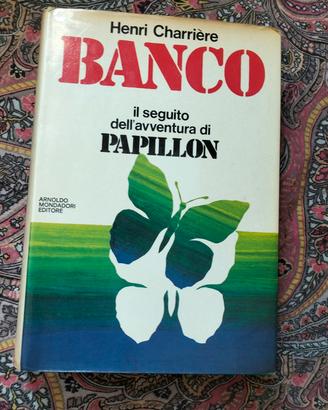 Henri Charrière
BANCO
il seguito
dell'avventura di
PAPILLON
ARNOLDO
MONDADORI
EDITORE